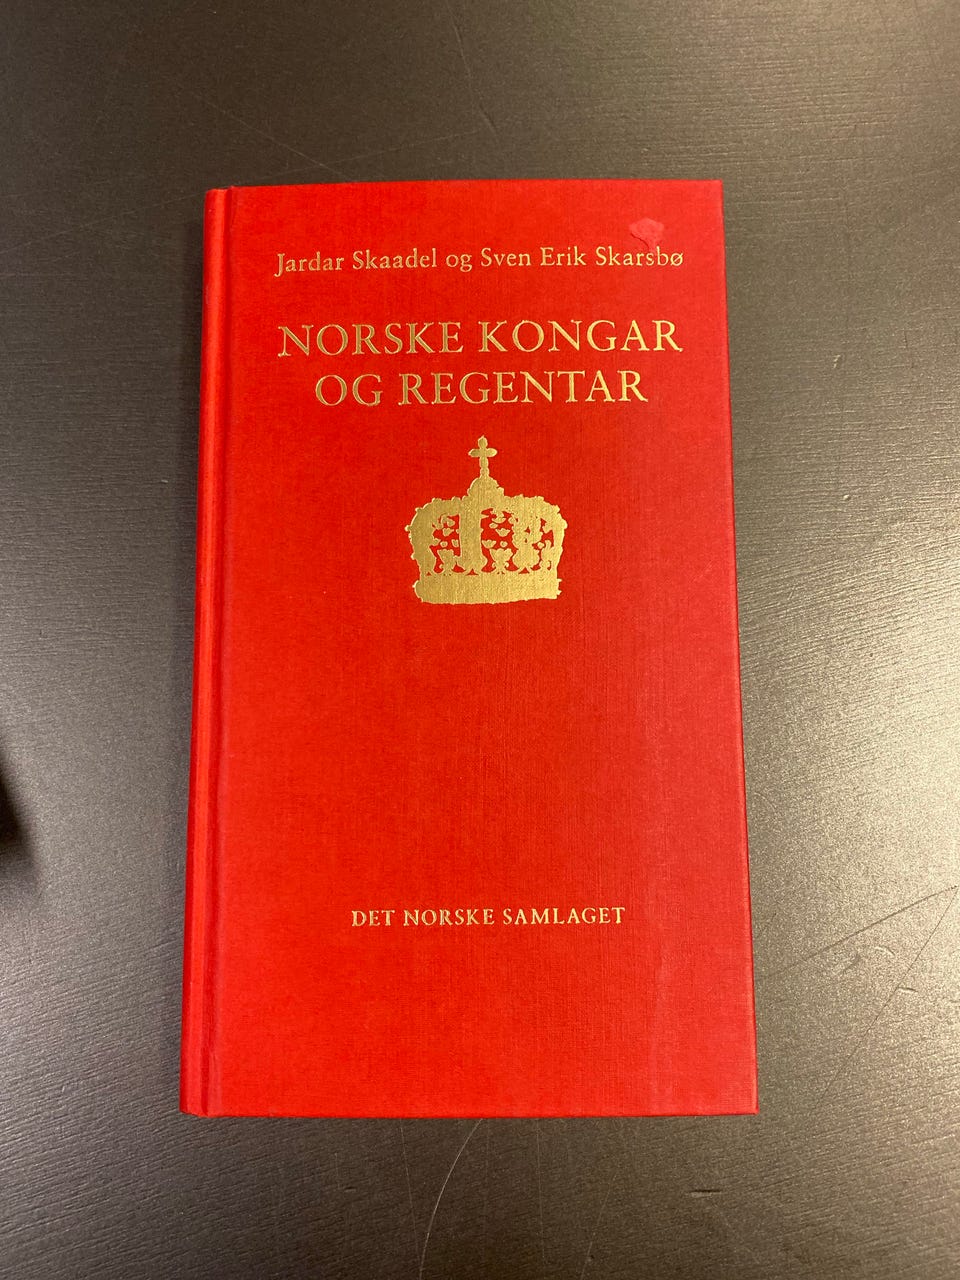 Jardar Skaadel og Sven Erik Skarsbø
NORSKE KONGAR
OG REGENTAR
DET NORSKE SAMLAGET